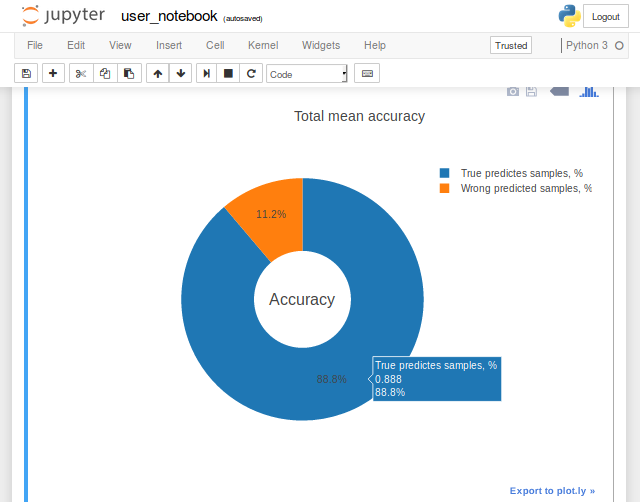 jupyter user_notebook (autosaved)
Logout
File Edit View Insert Cell Kernel Widgets Help Trusted Python 3
Code
Total mean accuracy
True predictes samples, %
Wrong predicted samples, %
11.2%
Accuracy
88.8%
True predictes samples, %
0.888
88.8%
Export to plot.ly »